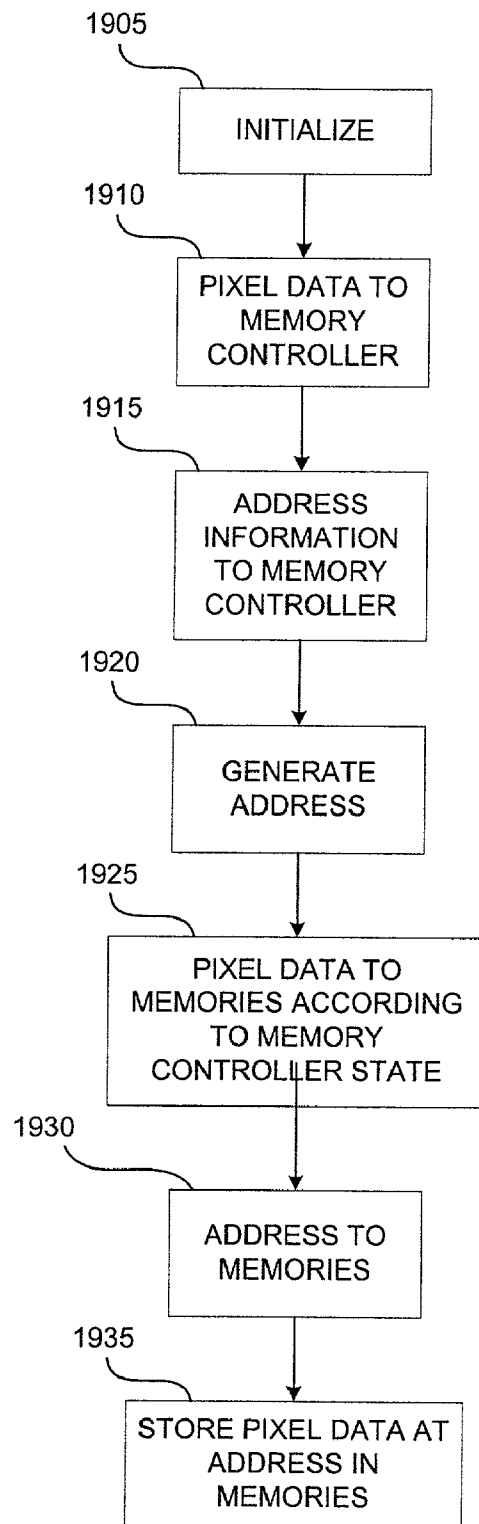 1905
INITIALIZE
1910
PIXEL DATA TO
MEMORY
CONTROLLER
1915
ADDRESS
INFORMATION
TO MEMORY
CONTROLLER
1920
GENERATE
ADDRESS
1925
PIXEL DATA TO
MEMORIES ACCORDING
TO MEMORY
CONTROLLER STATE
1930
ADDRESS TO
MEMORIES
1935
STORE PIXEL DATA AT
ADDRESS IN
MEMORIES